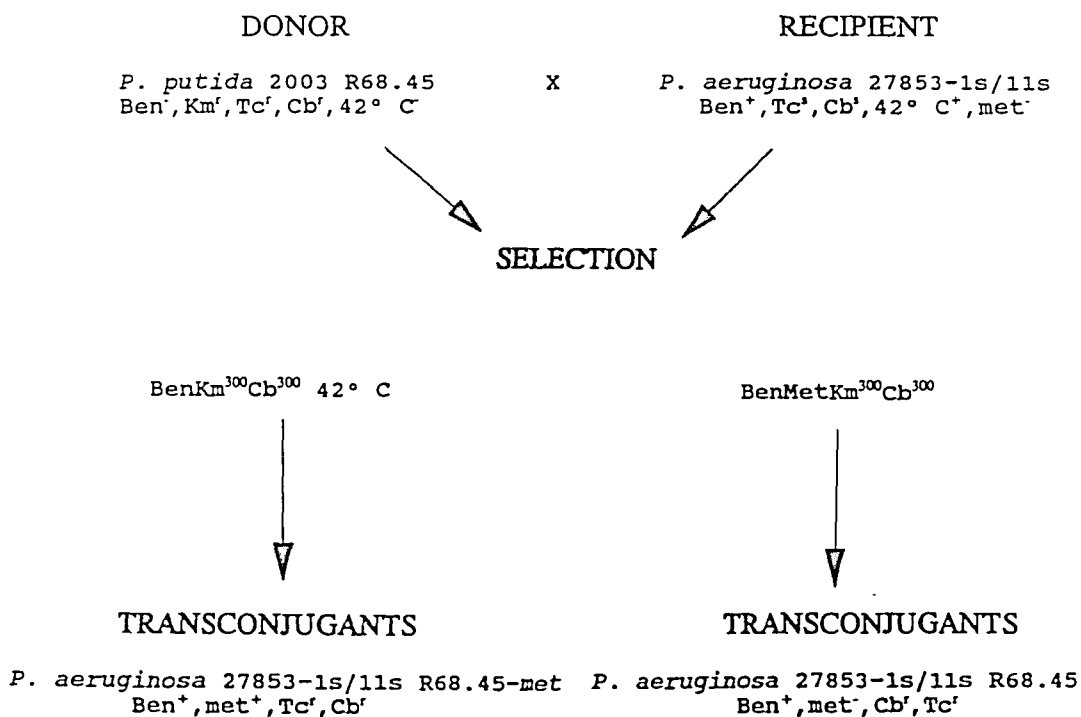 DONOR
RECIPIENT
P. putida 2003 R68.45 X P. aeruginosa 27853-1s/11s
Ben⁻,Kmʳ,Tcʳ,Cbʳ,42° C⁻
Ben⁺,Tcˢ,Cbˢ,42° C⁺,met⁻
SELECTION
BenKm³⁰⁰Cb³⁰⁰ 42° C
BenMetKm³⁰⁰Cb³⁰⁰
TRANSCONJUGANTS
TRANSCONJUGANTS
P. aeruginosa 27853-1s/11s R68.45-met
Ben⁺,met⁺,Tcʳ,Cbʳ
P. aeruginosa 27853-1s/11s R68.45
Ben⁺,met⁻,Cbʳ,Tcʳ